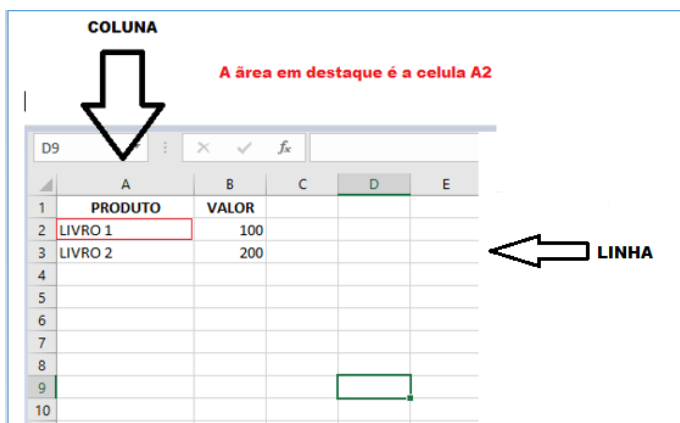 COLUNA
A ãrea em destaque é a celula A2
D9 fx
A B C D E
1 PRODUTO VALOR
2 LIVRO 1 100
3 LIVRO 2 200
LINHA
4
5
6
7
8
9
10